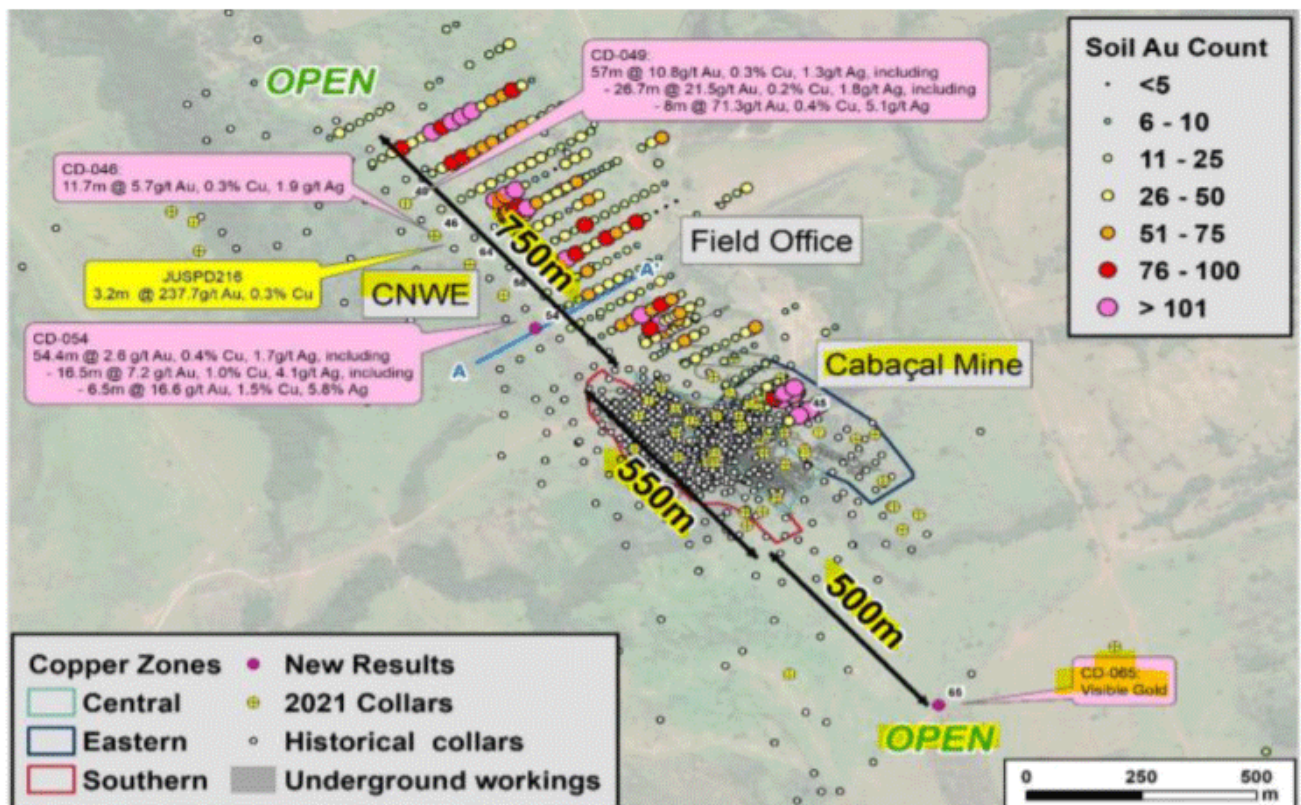 OPEN
CD-049:
57m @ 10.8g/t Au, 0.3% Cu, 1.3g/t Ag, including
- 26.7m @ 21.5g/t Au, 0.2% Cu, 1.8g/t Ag, including
- 8m @ 71.3g/t Au, 0.4% Cu, 5.1g/t Ag
Soil Au Count
<5
6 - 10
11 - 25
26 - 50
51 - 75
76 - 100
> 101
CD-046:
11.7m @ 5.7g/t Au, 0.3% Cu, 1.9 g/t Ag
49
46
64
54
750m
Field Office
JUSPD216
3.2m @ 237.7g/t Au, 0.3% Cu
CNWE
A'
CD-054
54.4m @ 2.6 g/t Au, 0.4% Cu, 1.7g/t Ag, including
- 16.5m @ 7.2 g/t Au, 1.0% Cu, 4.1g/t Ag, including
- 6.5m @ 16.6 g/t Au, 1.5% Cu, 5.8% Ag
A
Cabaçal Mine
48
550m
500m
CD-065:
Visible Gold
65
OPEN
Copper Zones
Central
Eastern
Southern
New Results
2021 Collars
Historical collars
Underground workings
0 250 500
m